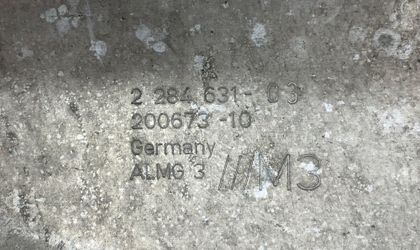 2 284 631-03
200673-10
Germany
ALMG 3 ///M3